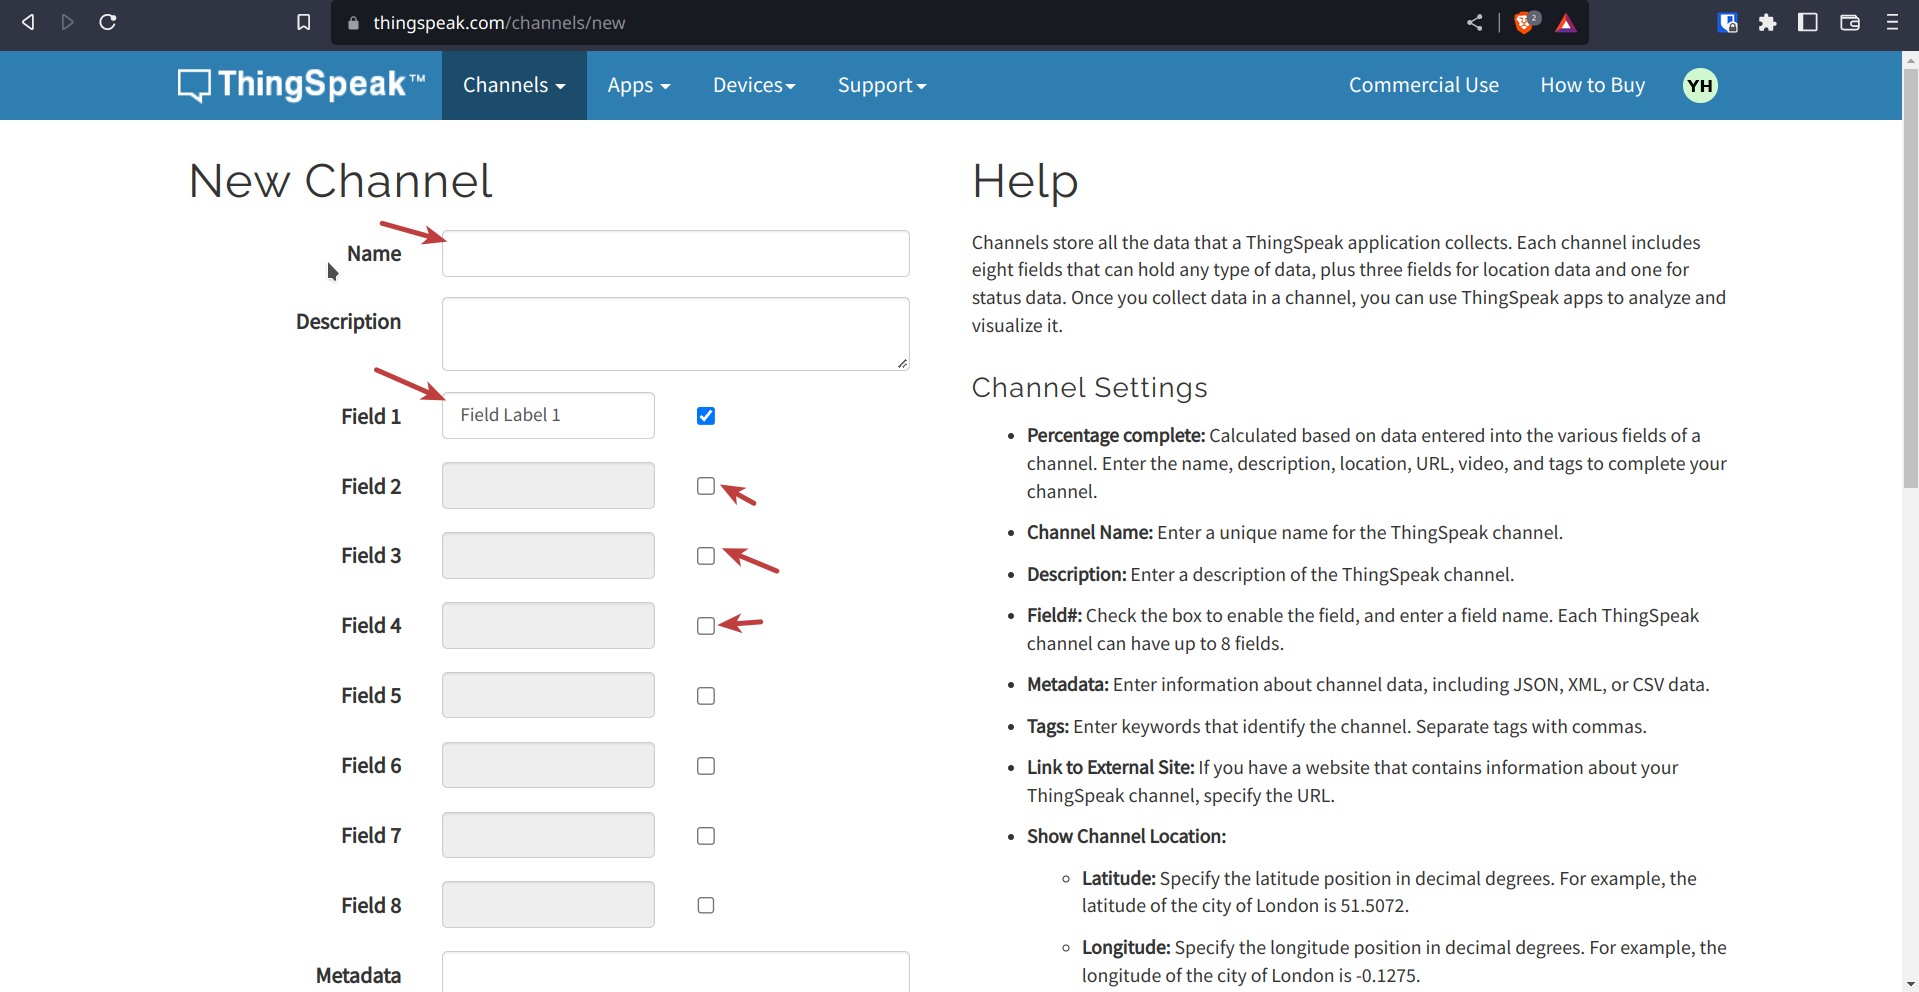 thingspeak.com/channels/new
2
ThingSpeak™
Channels
Apps
Devices
Support
Commercial Use
How to Buy
YH
New Channel
Name
Description
Field 1
Field Label 1
Field 2
Field 3
Field 4
Field 5
Field 6
Field 7
Field 8
Metadata
Help
Channels store all the data that a ThingSpeak application collects. Each channel includes
eight fields that can hold any type of data, plus three fields for location data and one for
status data. Once you collect data in a channel, you can use ThingSpeak apps to analyze and
visualize it.
Channel Settings
• Percentage complete: Calculated based on data entered into the various fields of a
channel. Enter the name, description, location, URL, video, and tags to complete your
channel.
• Channel Name: Enter a unique name for the ThingSpeak channel.
• Description: Enter a description of the ThingSpeak channel.
• Field#: Check the box to enable the field, and enter a field name. Each ThingSpeak
channel can have up to 8 fields.
• Metadata: Enter information about channel data, including JSON, XML, or CSV data.
• Tags: Enter keywords that identify the channel. Separate tags with commas.
• Link to External Site: If you have a website that contains information about your
ThingSpeak channel, specify the URL.
• Show Channel Location:
◦ Latitude: Specify the latitude position in decimal degrees. For example, the
latitude of the city of London is 51.5072.
◦ Longitude: Specify the longitude position in decimal degrees. For example, the
longitude of the city of London is -0.1275.